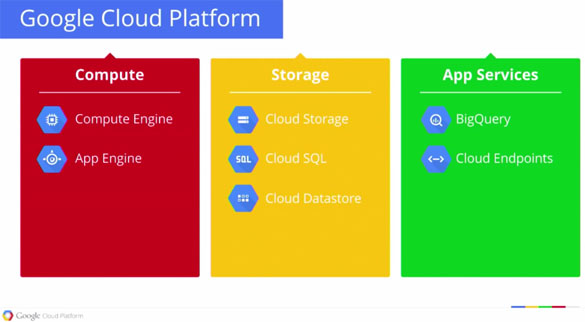 Google Cloud Platform
Compute
Compute Engine
App Engine
Storage
Cloud Storage
SQL
Cloud SQL
Cloud Datastore
App Services
BigQuery
Cloud Endpoints
Google Cloud Platform